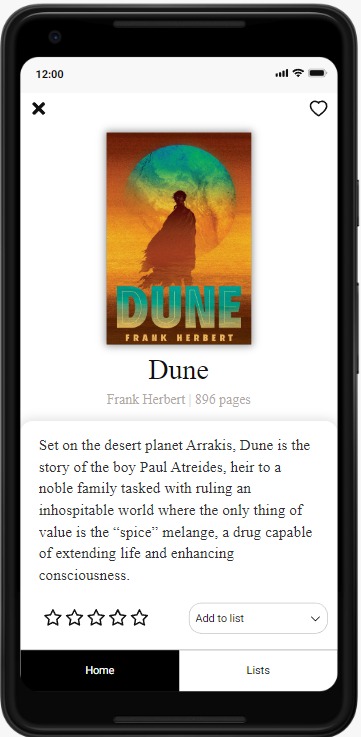 12:00
DUNE
FRANK HERBERT
Dune
Frank Herbert | 896 pages
Set on the desert planet Arrakis, Dune is the
story of the boy Paul Atreides, heir to a
noble family tasked with ruling an
inhospitable world where the only thing of
value is the “spice” melange, a drug capable
of extending life and enhancing
consciousness.
Add to list
Home
Lists